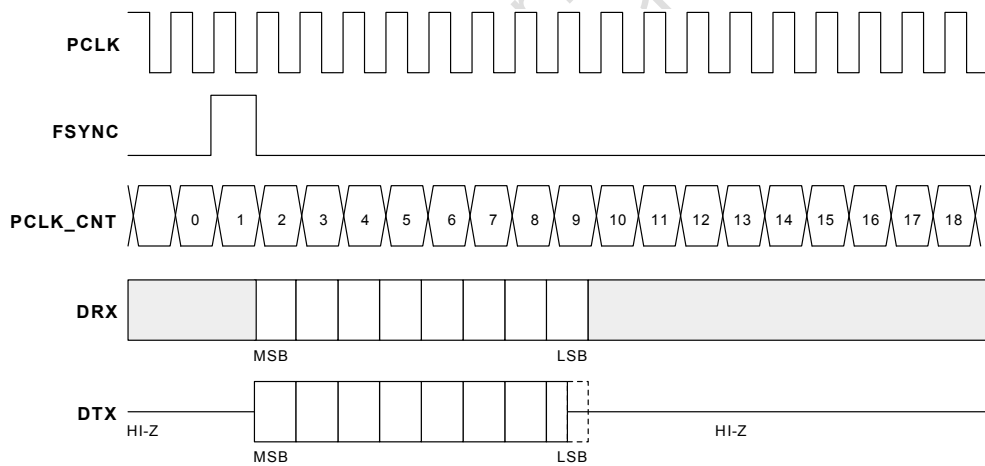 PCLK
FSYNC
PCLK_CNT 0 1 2 3 4 5 6 7 8 9 10 11 12 13 14 15 16 17 18
DRX
MSB LSB
DTX
HI-Z HI-Z
MSB LSB